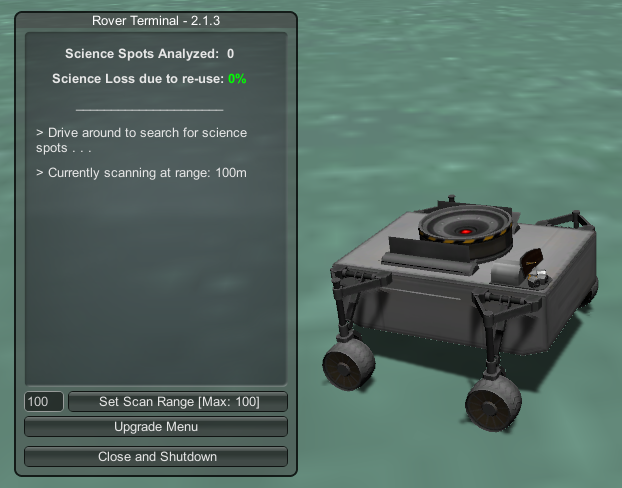 Rover Terminal - 2.1.3
Science Spots Analyzed: 0
Science Loss due to re-use: 0%
> Drive around to search for science
spots . . .
> Currently scanning at range: 100m
100
Set Scan Range [Max: 100]
Upgrade Menu
Close and Shutdown